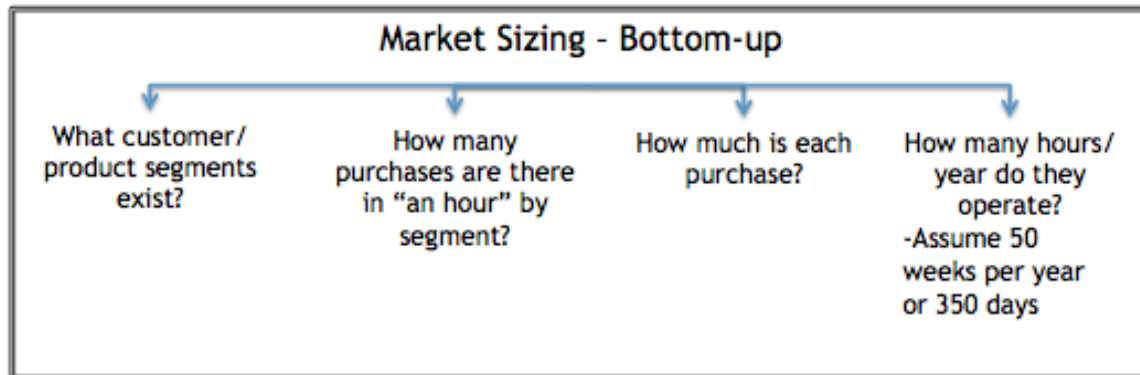 Market Sizing - Bottom-up
What customer/
product segments
exist?
How many
purchases are there
in “an hour” by
segment?
How much is each
purchase?
How many hours/
year do they
operate?
-Assume 50
weeks per year
or 350 days